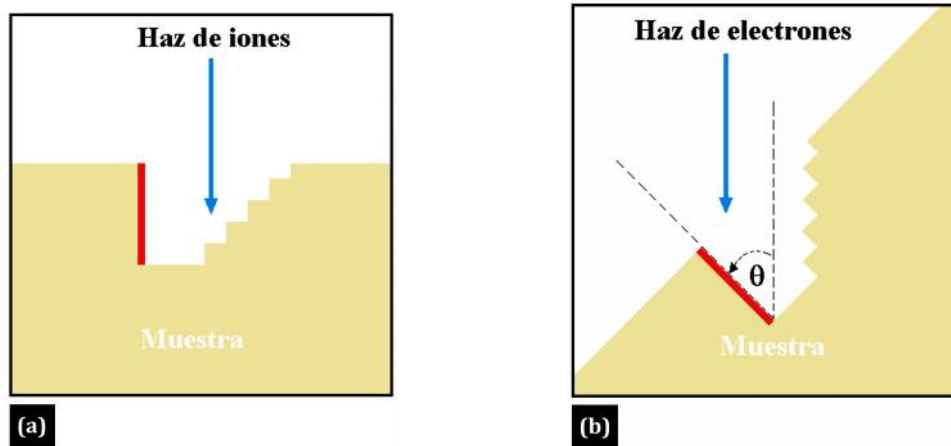 Haz de iones
Muestra
(a)
Haz de electrones
θ
Muestra
(b)